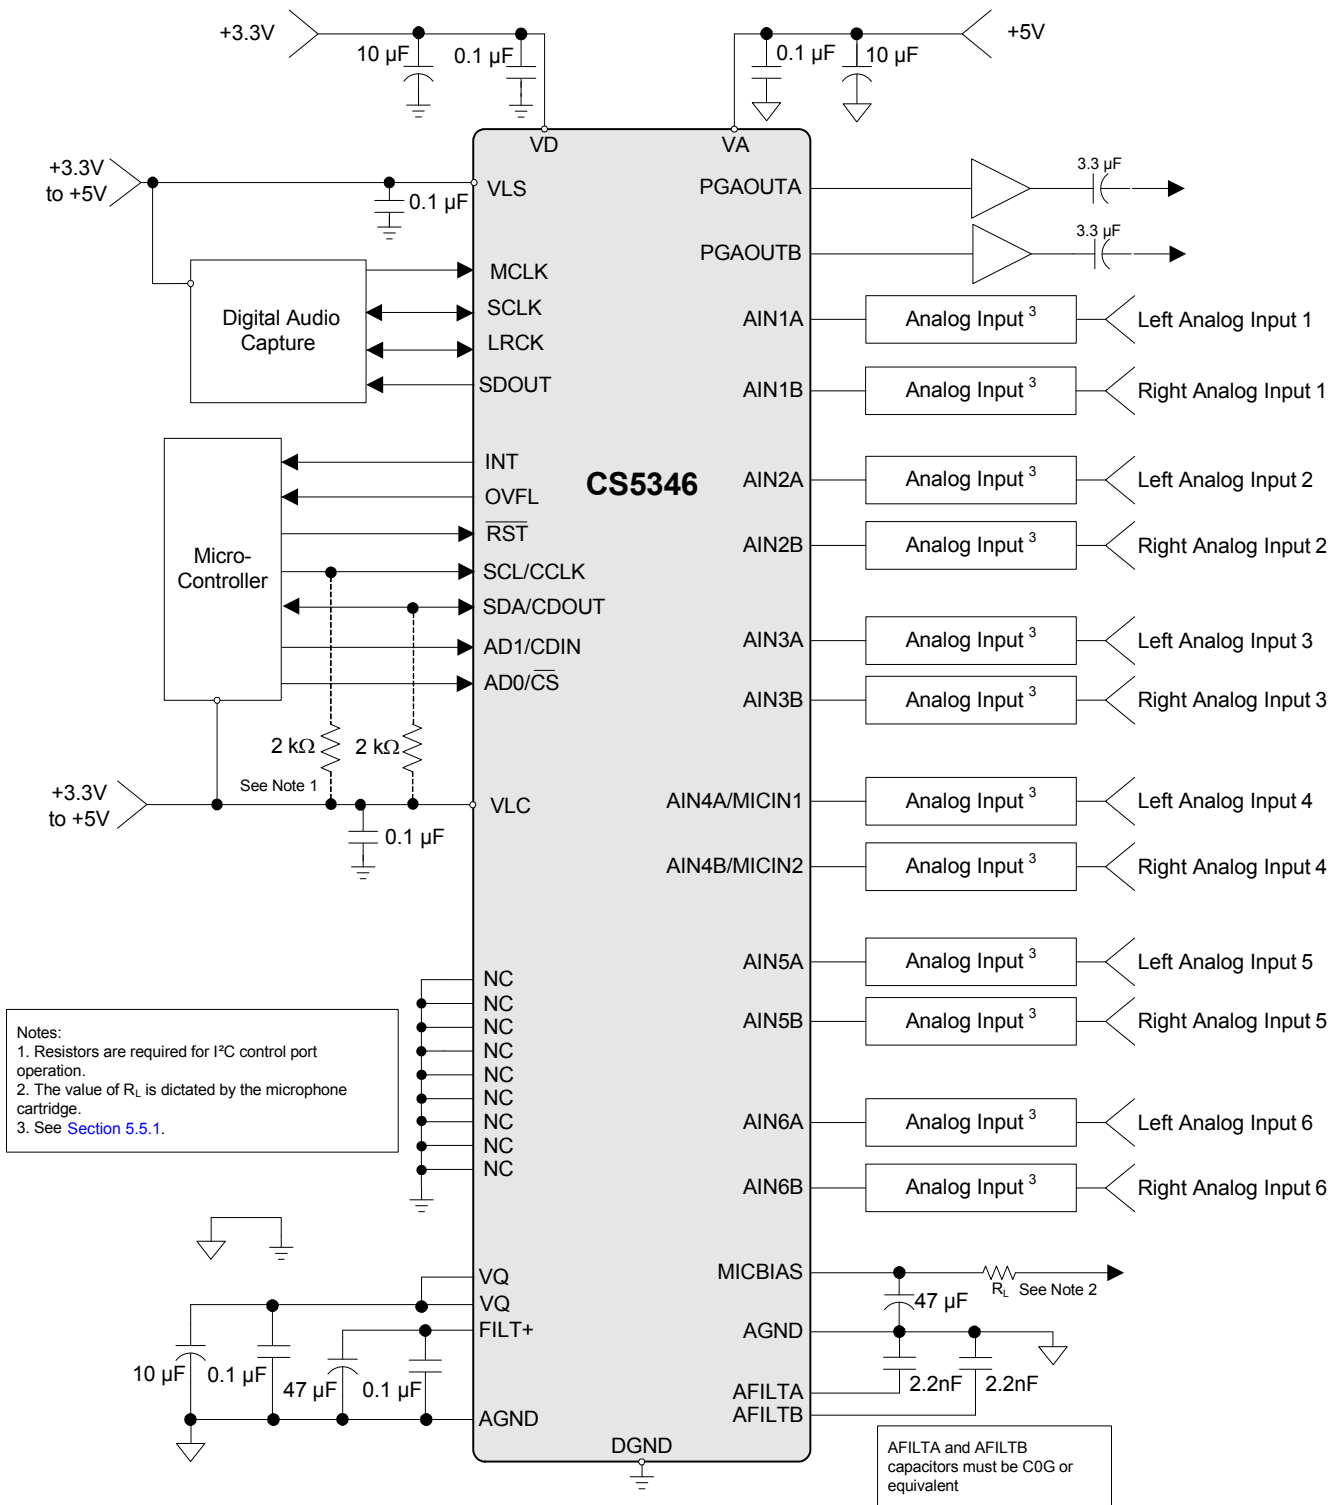 +3.3V
10 µF
0.1 µF
0.1 µF
10 µF
+5V
VD
VA
+3.3V
to +5V
0.1 µF
VLS
PGAOUTA
3.3 µF
PGAOUTB
3.3 µF
Digital Audio
Capture
MCLK
SCLK
LRCK
SDOUT
AIN1A
Analog Input 3
Left Analog Input 1
AIN1B
Analog Input 3
Right Analog Input 1
CS5346
Micro-
Controller
INT
OVFL
RST
SCL/CCLK
SDA/CDOUT
AD1/CDIN
AD0/CS
AIN2A
Analog Input 3
Left Analog Input 2
AIN2B
Analog Input 3
Right Analog Input 2
AIN3A
Analog Input 3
Left Analog Input 3
AIN3B
Analog Input 3
Right Analog Input 3
2 kΩ
2 kΩ
See Note 1
+3.3V
to +5V
VLC
0.1 µF
AIN4A/MICIN1
Analog Input 3
Left Analog Input 4
AIN4B/MICIN2
Analog Input 3
Right Analog Input 4
AIN5A
Analog Input 3
Left Analog Input 5
AIN5B
Analog Input 3
Right Analog Input 5
NC
NC
NC
NC
NC
NC
NC
NC
NC
Notes:
1. Resistors are required for I²C control port
operation.
2. The value of RL is dictated by the microphone
cartridge.
3. See Section 5.5.1.
AIN6A
Analog Input 3
Left Analog Input 6
AIN6B
Analog Input 3
Right Analog Input 6
VQ
VQ
FILT+
10 µF
0.1 µF
47 µF
0.1 µF
AGND
MICBIAS
47 µF
RL
See Note 2
AGND
2.2nF
2.2nF
AFILTA
AFILTB
DGND
AFILTA and AFILTB
capacitors must be C0G or
equivalent